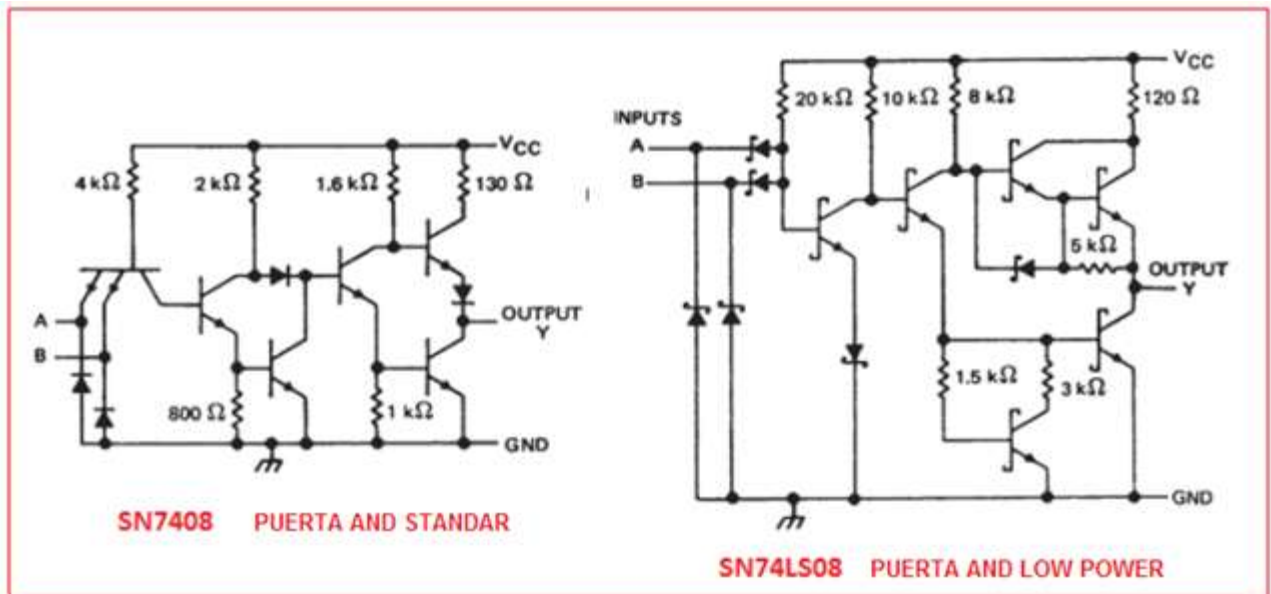 VCC
4 kΩ
2 kΩ
1.6 kΩ
130 Ω
A
B
OUTPUT
Y
800 Ω
1 kΩ
GND
SN7408 PUERTA AND STANDAR
VCC
20 kΩ
10 kΩ
8 kΩ
120 Ω
INPUTS
A
B
5 kΩ
OUTPUT
Y
1.5 kΩ
3 kΩ
GND
SN74LS08 PUERTA AND LOW POWER